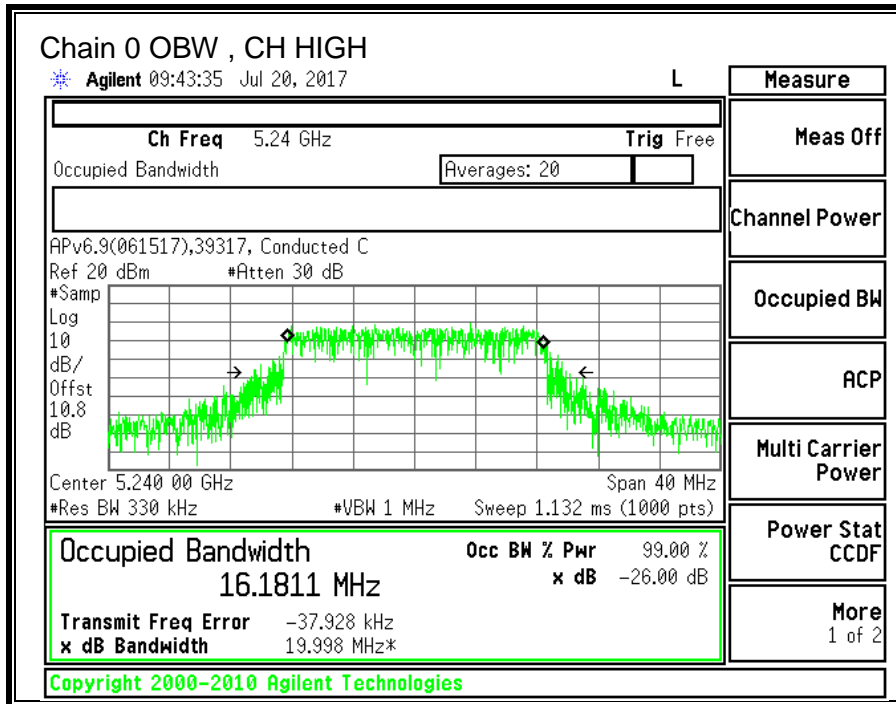 Chain 0 OBW , CH HIGH
Agilent 09:43:35 Jul 20, 2017 L Measure
Ch Freq 5.24 GHz Trig Free
Meas Off
Occupied Bandwidth Averages: 20
Channel Power
APv6.9(061517),39317, Conducted C
Ref 20 dBm #Atten 30 dB
#Samp
Log
10
dB/
Offst
10.8
dB
Occupied BW
ACP
Multi Carrier
Power
Center 5.240 00 GHz Span 40 MHz
#Res BW 330 kHz #VBW 1 MHz Sweep 1.132 ms (1000 pts)
Power Stat
CCDF
Occupied Bandwidth Occ BW % Pwr 99.00 %
16.1811 MHz x dB -26.00 dB
Transmit Freq Error -37.928 kHz
x dB Bandwidth 19.998 MHz*
More
1 of 2
Copyright 2000-2010 Agilent Technologies